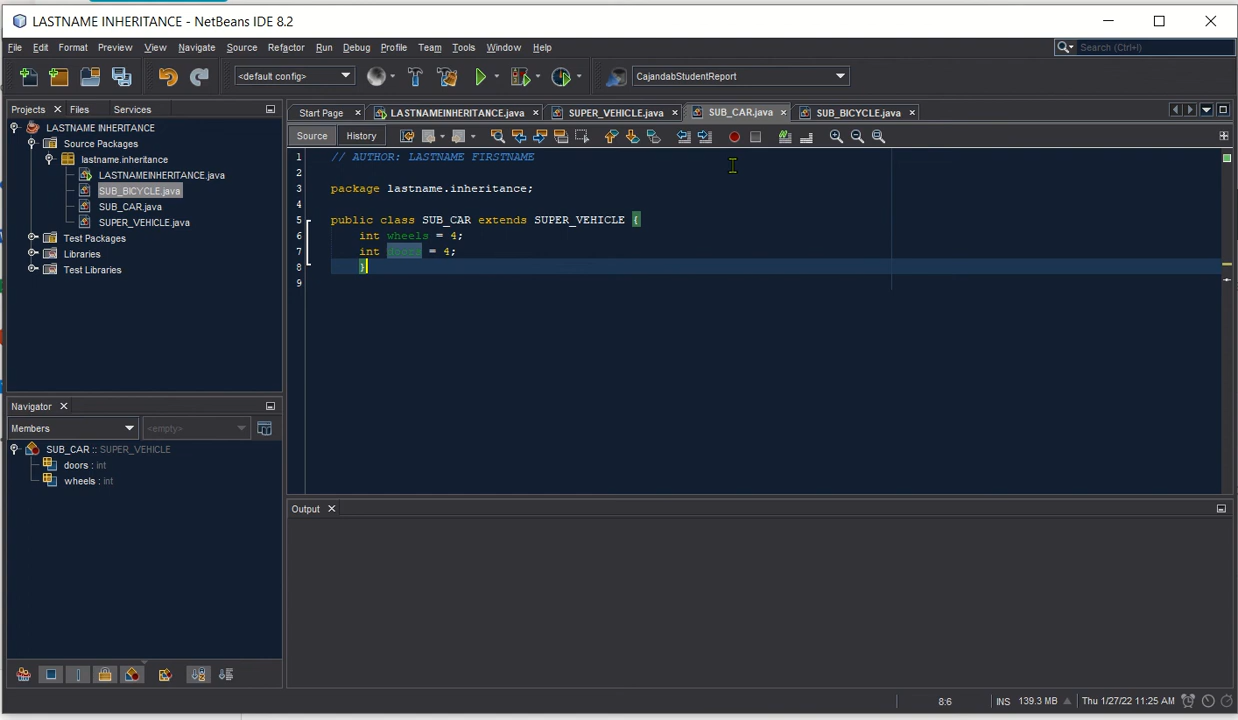 LASTNAME INHERITANCE - NetBeans IDE 8.2
File Edit Format Preview View Navigate Source Refactor Run Debug Profile Team Tools Window Help
Search (Ctrl+I)
<default config>
CajandabStudentReport
Projects Files Services
Start Page LASTNAMEINHERITANCE.java SUPER_VEHICLE.java SUB_CAR.java SUB_BICYCLE.java
Source History
LASTNAME INHERITANCE
Source Packages
lastname.inheritance
LASTNAMEINHERITANCE.java
SUB_BICYCLE.java
SUB_CAR.java
SUPER_VEHICLE.java
Test Packages
Libraries
Test Libraries
1 // AUTHOR: LASTNAME FIRSTNAME
2
3 package lastname.inheritance;
4
5 public class SUB_CAR extends SUPER_VEHICLE {
6 int wheels = 4;
7 int doors = 4;
8 }
9
Navigator
Members <empty>
SUB_CAR :: SUPER_VEHICLE
doors : int
wheels : int
Output
8:6 INS 139.3 MB Thu 1/27/22 11:25 AM